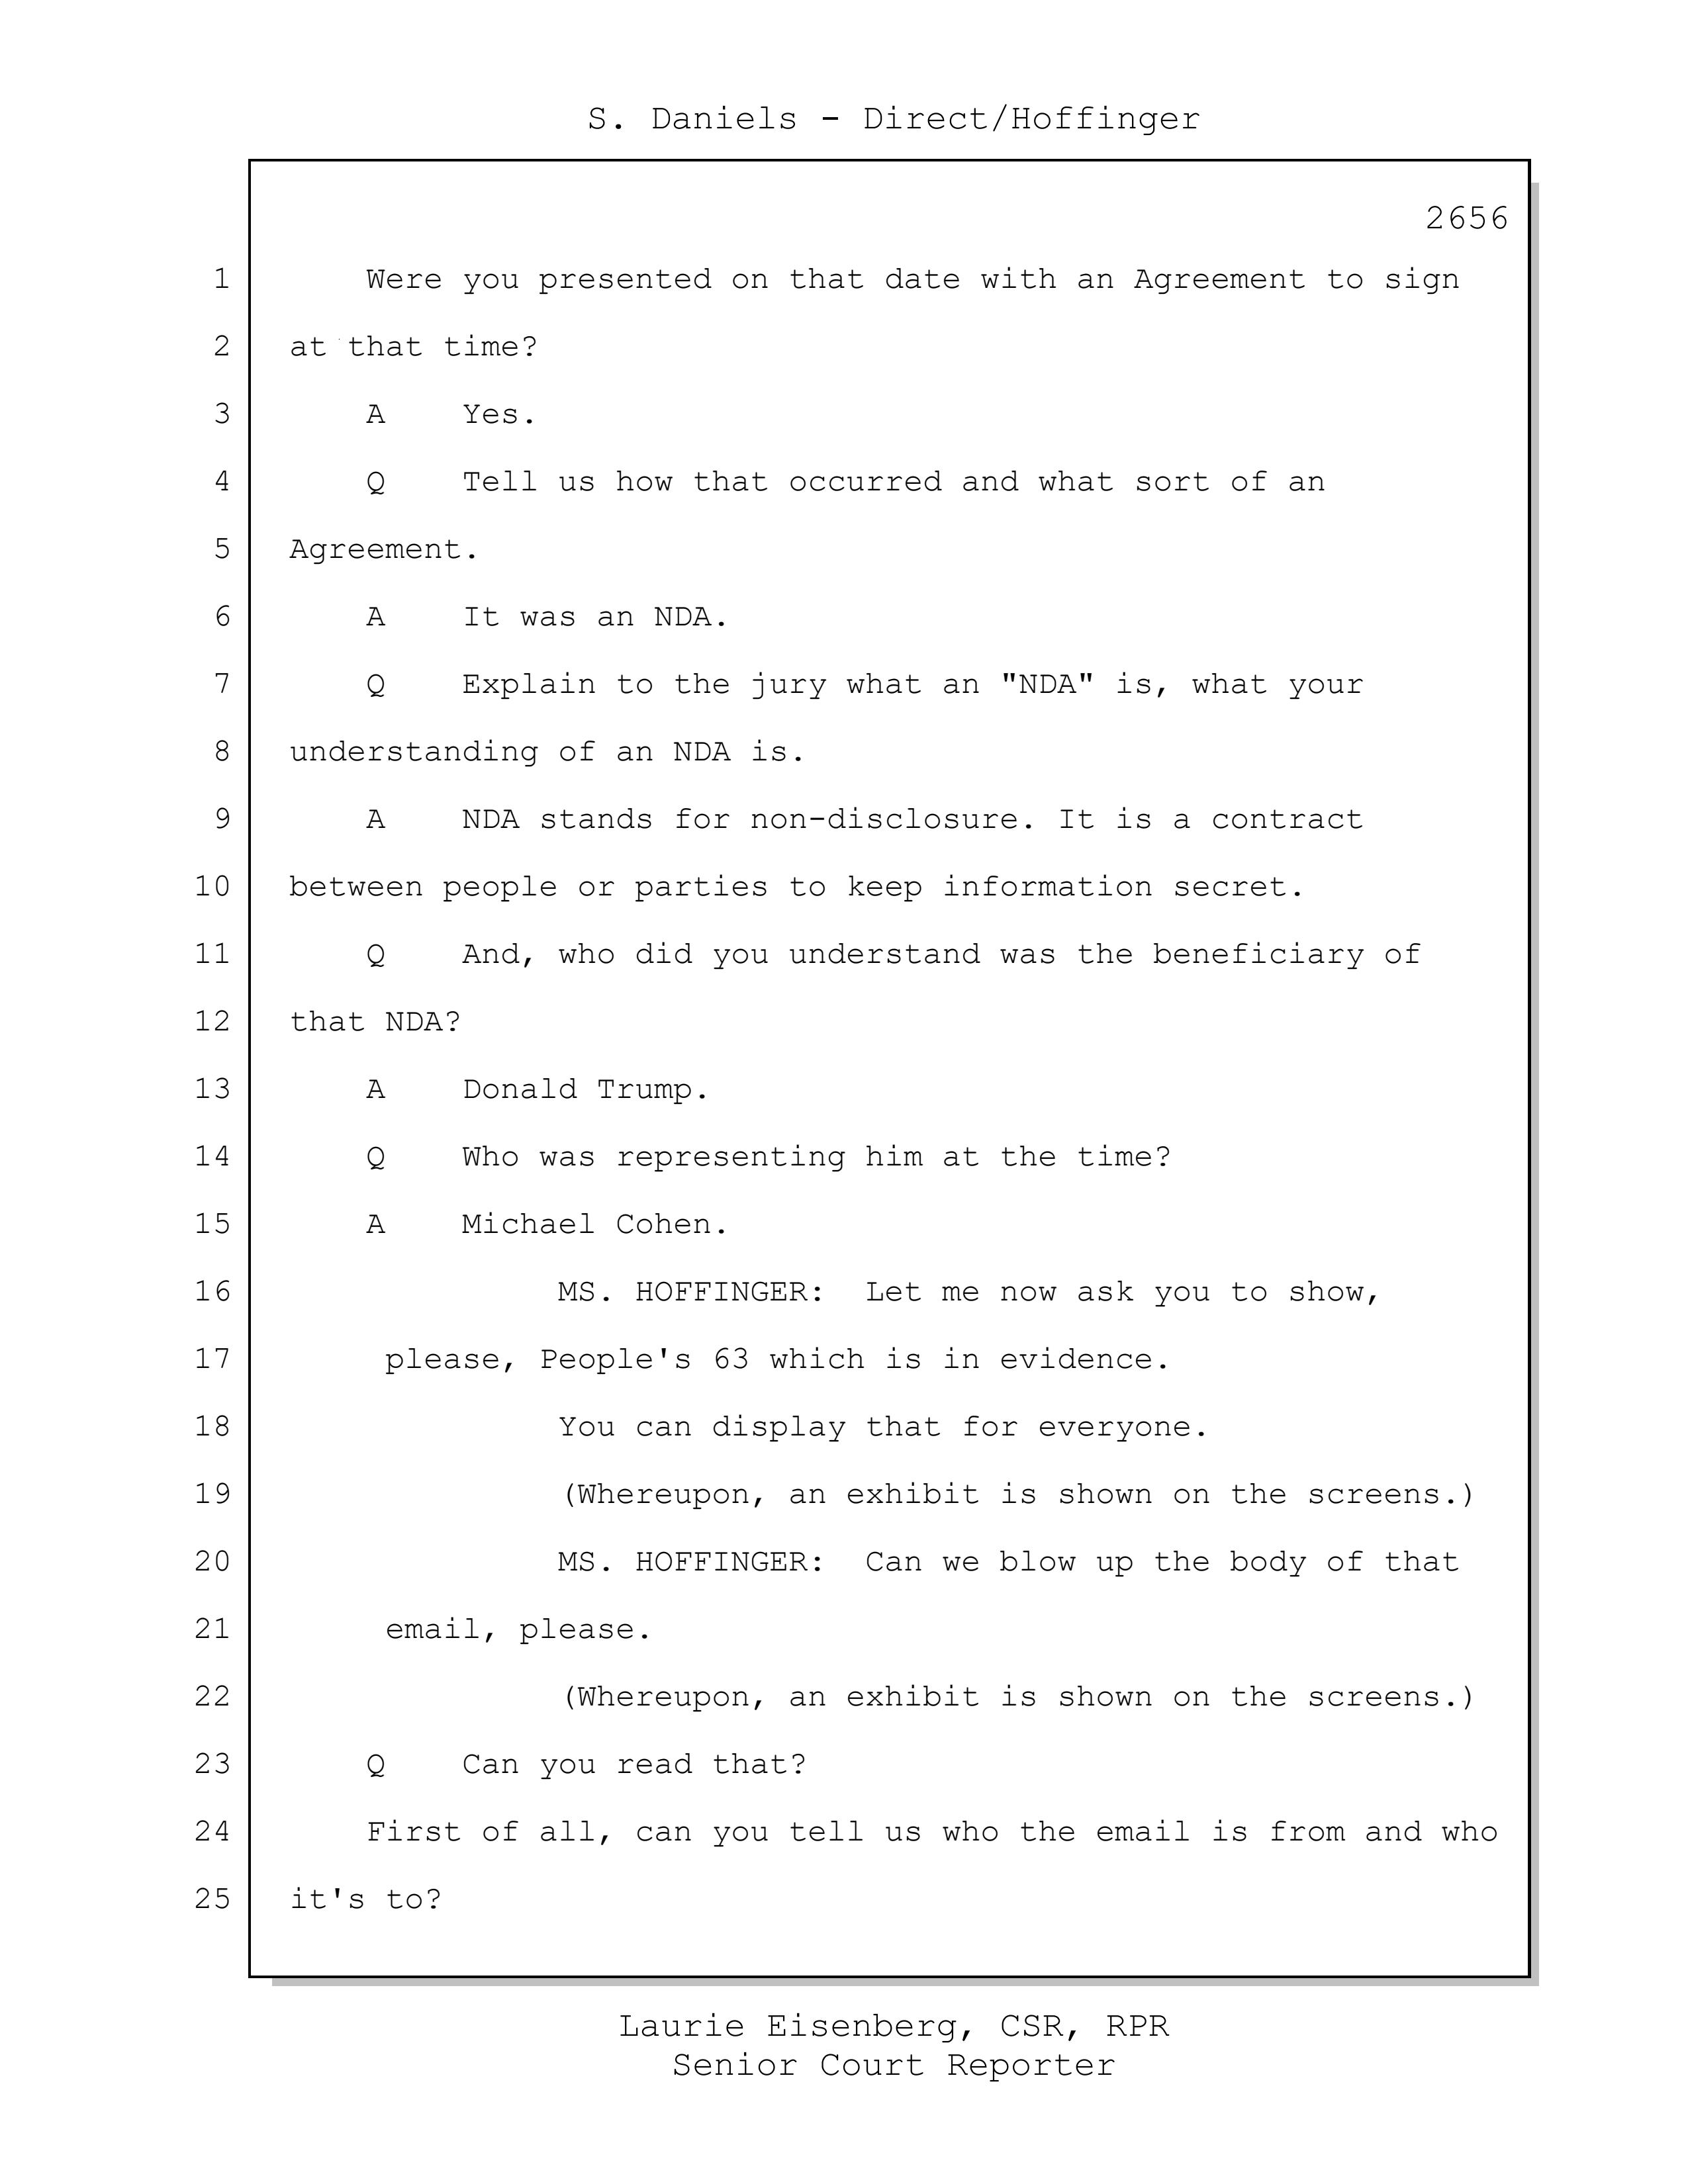 S. Daniels - Direct/Hoffinger
2656
1 Were you presented on that date with an Agreement to sign
2 at that time?
3 A Yes.
4 Q Tell us how that occurred and what sort of an
5 Agreement.
6 A It was an NDA.
7 Q Explain to the jury what an "NDA" is, what your
8 understanding of an NDA is.
9 A NDA stands for non-disclosure. It is a contract
10 between people or parties to keep information secret.
11 Q And, who did you understand was the beneficiary of
12 that NDA?
13 A Donald Trump.
14 Q Who was representing him at the time?
15 A Michael Cohen.
16 MS. HOFFINGER: Let me now ask you to show,
17 please, People's 63 which is in evidence.
18 You can display that for everyone.
19 (Whereupon, an exhibit is shown on the screens.)
20 MS. HOFFINGER: Can we blow up the body of that
21 email, please.
22 (Whereupon, an exhibit is shown on the screens.)
23 Q Can you read that?
24 First of all, can you tell us who the email is from and who
25 it's to?
Laurie Eisenberg, CSR, RPR
Senior Court Reporter